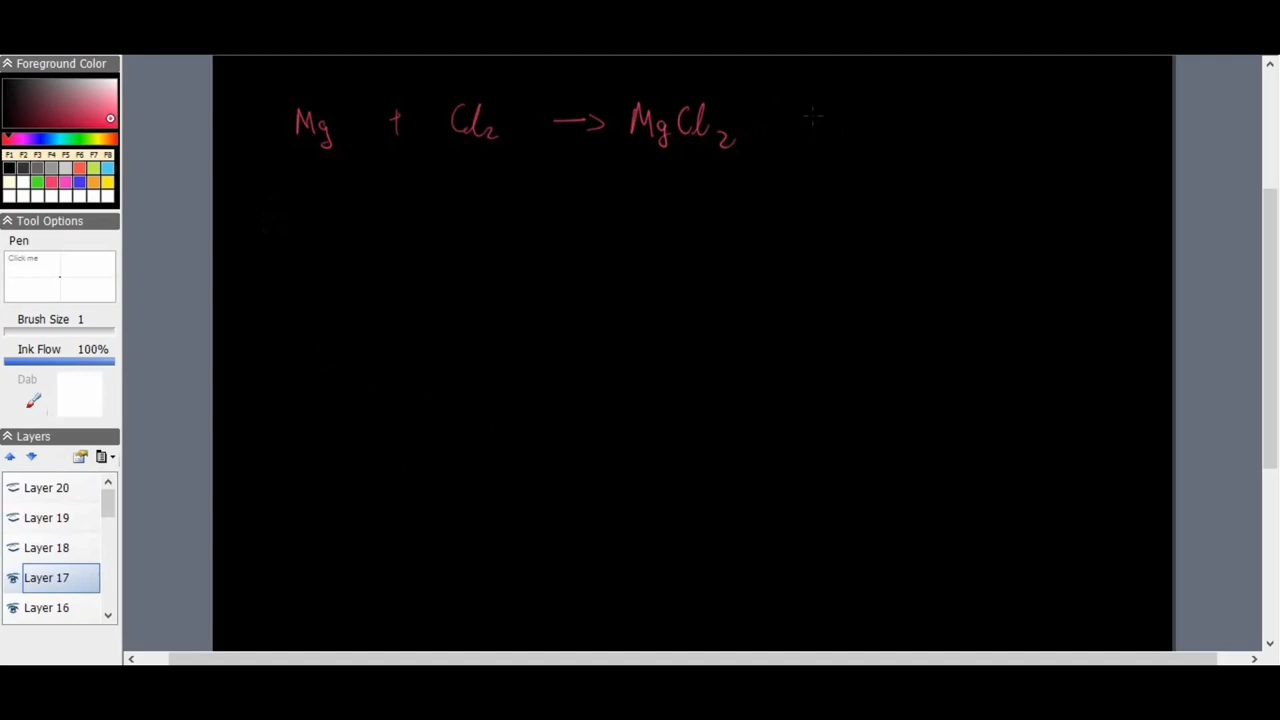 Foreground Color
Mg + Cl₂ → MgCl₂
F1 F2 F3 F4 F5 F6 F7 F8
Tool Options
Pen
Click me
Brush Size 1
Ink Flow 100%
Dab
Layers
Layer 20
Layer 19
Layer 18
Layer 17
Layer 16